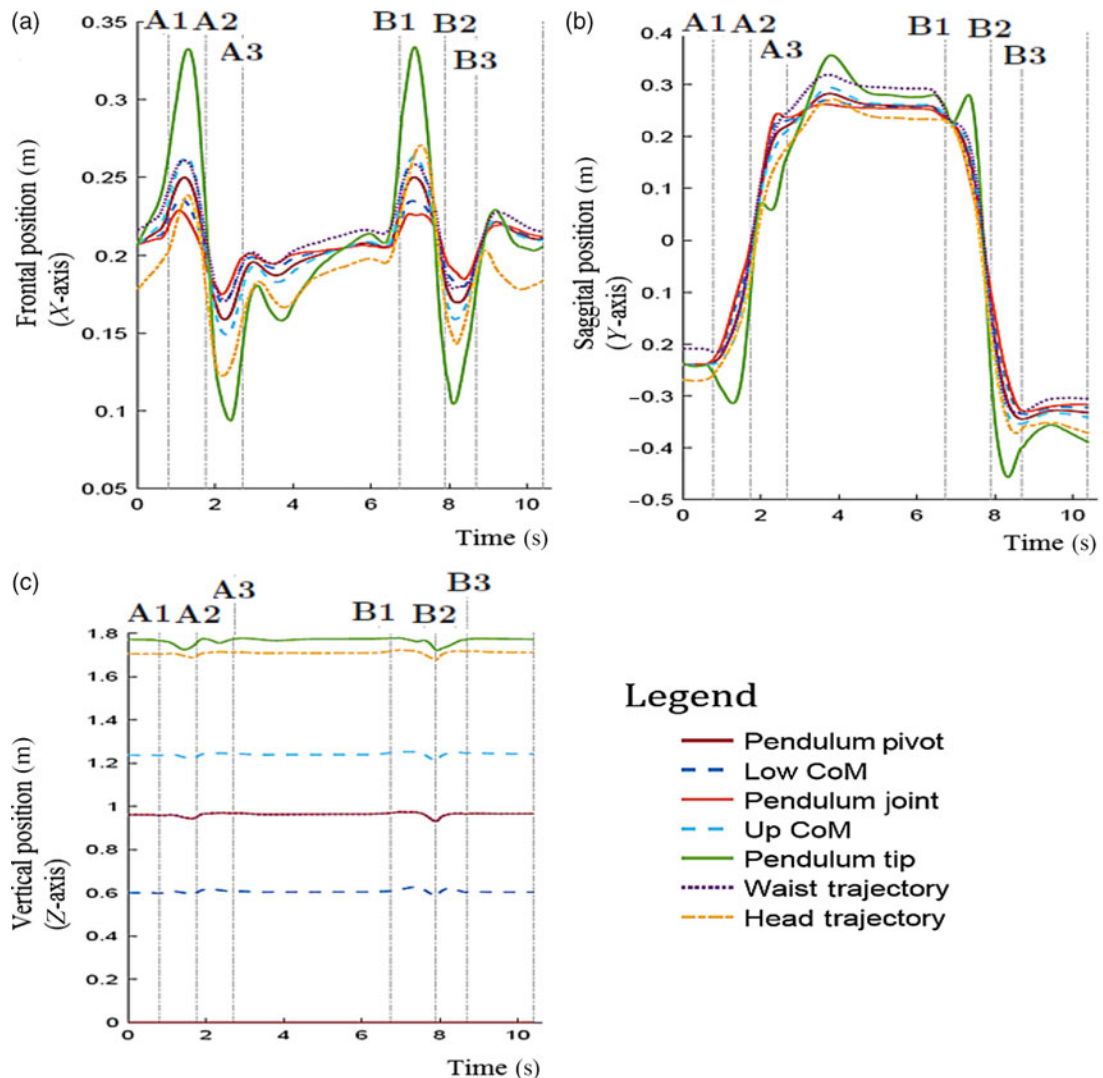 (a)
0.35
0.3
0.25
0.2
0.15
0.1
0.05
Frontal position (m)
(X-axis)
A1 A2
A3
B1
B2
B3
0 2 4 6 8 10
Time (s)
(b)
0.4
0.3
0.2
0.1
0
0.1
0.2
−0.3
−0.4
−0.5
Saggital position (m)
(Y-axis)
A1 A2
A3
B1 B2
B3
0 2 4 6 8 10
Time (s)
(c)
1.8
1.6
1.4
1.2
1
0.8
0.6
0.4
0.2
0
Vertical position (m)
(Z-axis)
A1 A2
A3
B1 B2
B3
0 2 4 6 8 10
Time (s)
Legend
Pendulum pivot
Low CoM
Pendulum joint
Up CoM
Pendulum tip
Waist trajectory
Head trajectory